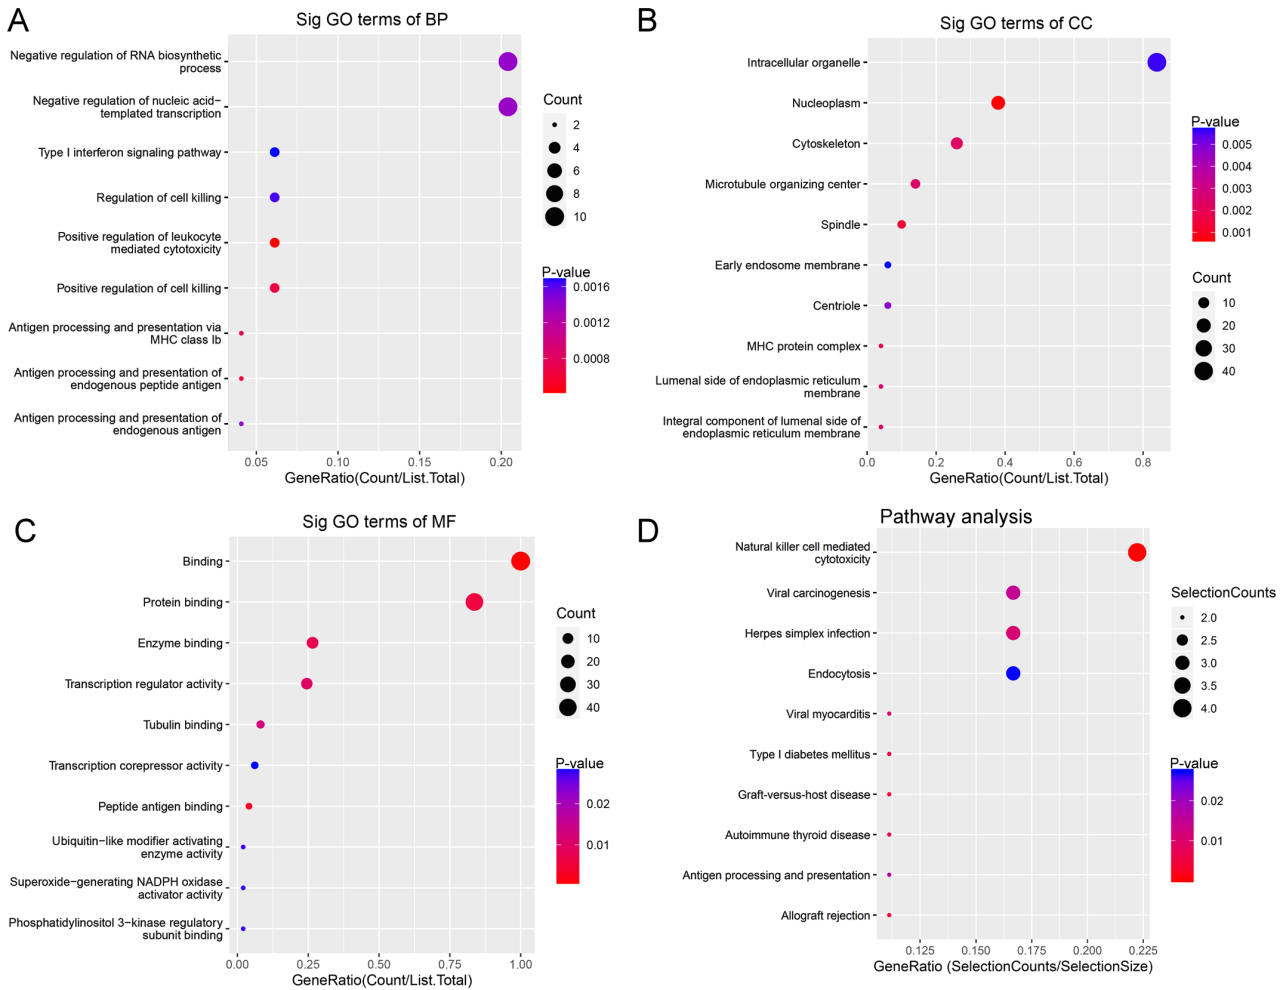 A
Sig GO terms of BP
Negative regulation of RNA biosynthetic
process
Negative regulation of nucleic acid−
templated transcription
Type I interferon signaling pathway
Regulation of cell killing
Positive regulation of leukocyte
mediated cytotoxicity
Positive regulation of cell killing
Antigen processing and presentation via
MHC class Ib
Antigen processing and presentation of
endogenous peptide antigen
Antigen processing and presentation of
endogenous antigen
0.05 0.10 0.15 0.20
GeneRatio(Count/List.Total)
Count
2
4
6
8
10
P-value
0.0016
0.0012
0.0008
B
Sig GO terms of CC
Intracellular organelle
Nucleoplasm
Cytoskeleton
Microtubule organizing center
Spindle
Early endosome membrane
Centriole
MHC protein complex
Lumenal side of endoplasmic reticulum
membrane
Integral component of lumenal side of
endoplasmic reticulum membrane
0.0 0.2 0.4 0.6 0.8
GeneRatio(Count/List.Total)
P-value
0.005
0.003
0.002
0.001
Count
10
20
30
40
C
Sig GO terms of MF
Binding
Protein binding
Enzyme binding
Transcription regulator activity
Tubulin binding
Transcription corepressor activity
Peptide antigen binding
Ubiquitin−like modifier activating
enzyme activity
Superoxide−generating NADPH oxidase
activator activity
Phosphatidylinositol 3−kinase regulatory
subunit binding
0.00 0.25 0.50 0.75 1.00
GeneRatio(Count/List.Total)
Count
10
20
30
40
P-value
0.02
0.01
D
Pathway analysis
Natural killer cell mediated
cytotoxicity
Viral carcinogenesis
Herpes simplex infection
Endocytosis
Viral myocarditis
Type I diabetes mellitus
Graft-versus-host disease
Autoimmune thyroid disease
Antigen processing and presentation
Allograft rejection
0.125 0.150 0.175 0.200 0.225
GeneRatio (SelectionCounts/SelectionSize)
SelectionCounts
2.0
2.5
3.0
3.5
4.0
P-value
0.02
0.01